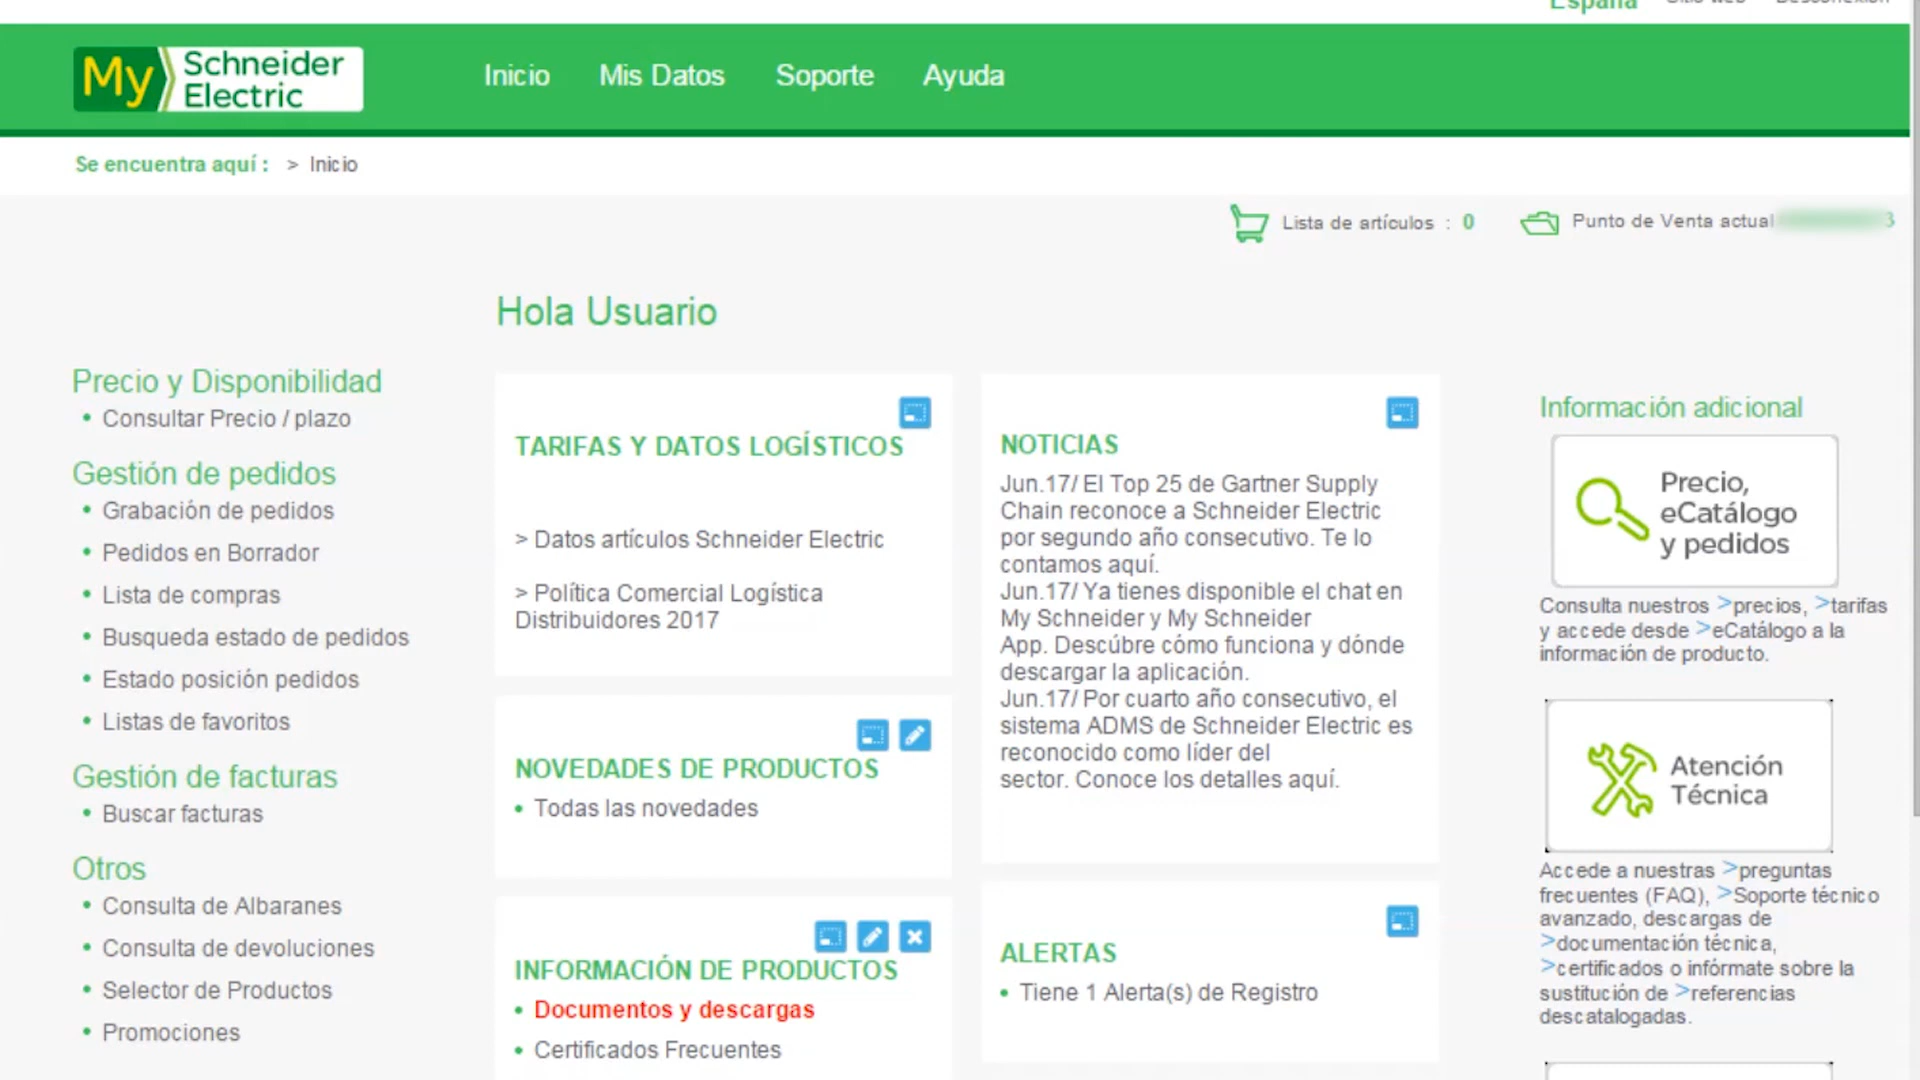 España
My Schneider Electric
Inicio
Mis Datos
Soporte
Ayuda
Se encuentra aquí : > Inicio
Lista de artículos : 0
Punto de Venta actual
Hola Usuario
Precio y Disponibilidad
• Consultar Precio / plazo
Gestión de pedidos
• Grabación de pedidos
• Pedidos en Borrador
• Lista de compras
• Busqueda estado de pedidos
• Estado posición pedidos
• Listas de favoritos
Gestión de facturas
• Buscar facturas
Otros
• Consulta de Albaranes
• Consulta de devoluciones
• Selector de Productos
• Promociones
TARIFAS Y DATOS LOGÍSTICOS
> Datos artículos Schneider Electric
> Política Comercial Logística
Distribuidores 2017
NOVEDADES DE PRODUCTOS
• Todas las novedades
INFORMACIÓN DE PRODUCTOS
• Documentos y descargas
• Certificados Frecuentes
NOTICIAS
Jun.17/ El Top 25 de Gartner Supply
Chain reconoce a Schneider Electric
por segundo año consecutivo. Te lo
contamos aquí.
Jun.17/ Ya tienes disponible el chat en
My Schneider y My Schneider
App. Descúbre cómo funciona y dónde
descargar la aplicación.
Jun.17/ Por cuarto año consecutivo, el
sistema ADMS de Schneider Electric es
reconocido como líder del
sector. Conoce los detalles aquí.
ALERTAS
• Tiene 1 Alerta(s) de Registro
Información adicional
Precio,
eCatálogo
y pedidos
Consulta nuestros >precios, >tarifas
y accede desde >eCatálogo a la
información de producto.
Atención
Técnica
Accede a nuestras >preguntas
frecuentes (FAQ), >Soporte técnico
avanzado, descargas de
>documentación técnica,
>certificados o infórmate sobre la
sustitución de >referencias
descatalogadas.